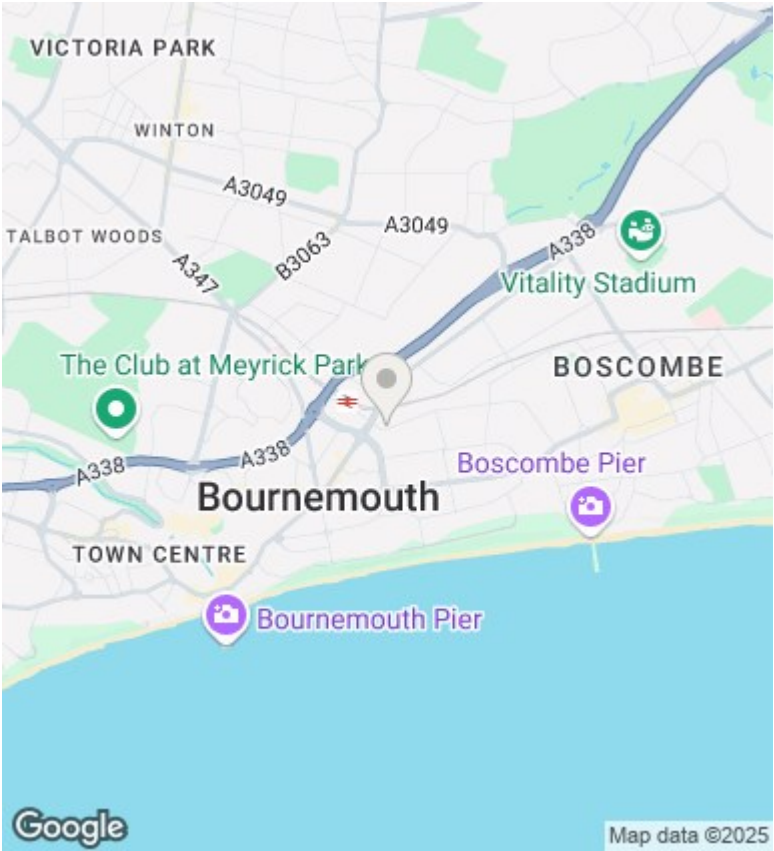 VICTORIA PARK
WINTON
A3049
TALBOT WOODS
A3049
B3063
A338
A347
Vitality Stadium
The Club at Meyrick Park
BOSCOMBE
A338
A338
Boscombe Pier
Bournemouth
TOWN CENTRE
Bournemouth Pier
Google
Map data ©2025